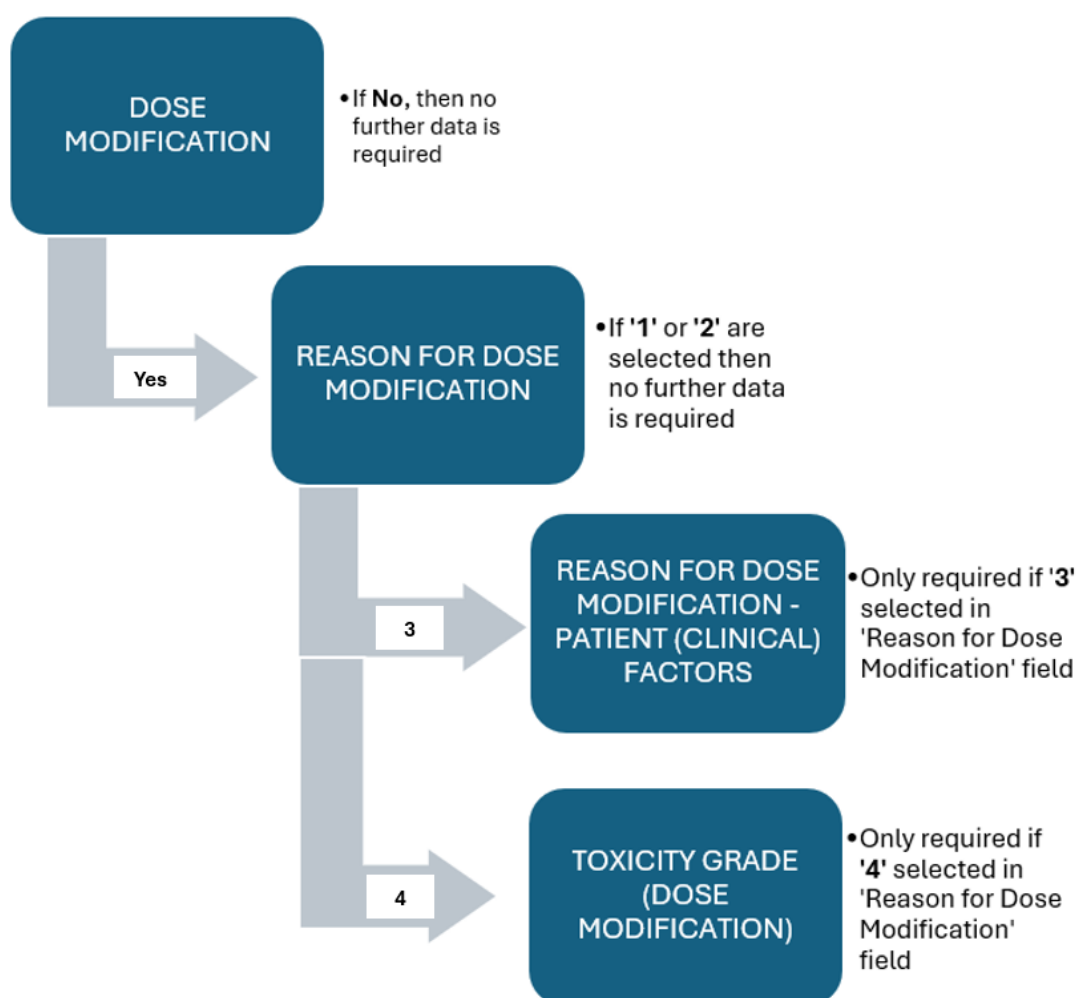 DOSE
MODIFICATION
•If No, then no
further data is
required
Yes
REASON FOR DOSE
MODIFICATION
•If '1' or '2' are
selected then
no further data
is required
3
REASON FOR DOSE
MODIFICATION -
PATIENT (CLINICAL)
FACTORS
•Only required if '3'
selected in
'Reason for Dose
Modification' field
4
TOXICITY GRADE
(DOSE
MODIFICATION)
•Only required if
'4' selected in
'Reason for Dose
Modification'
field